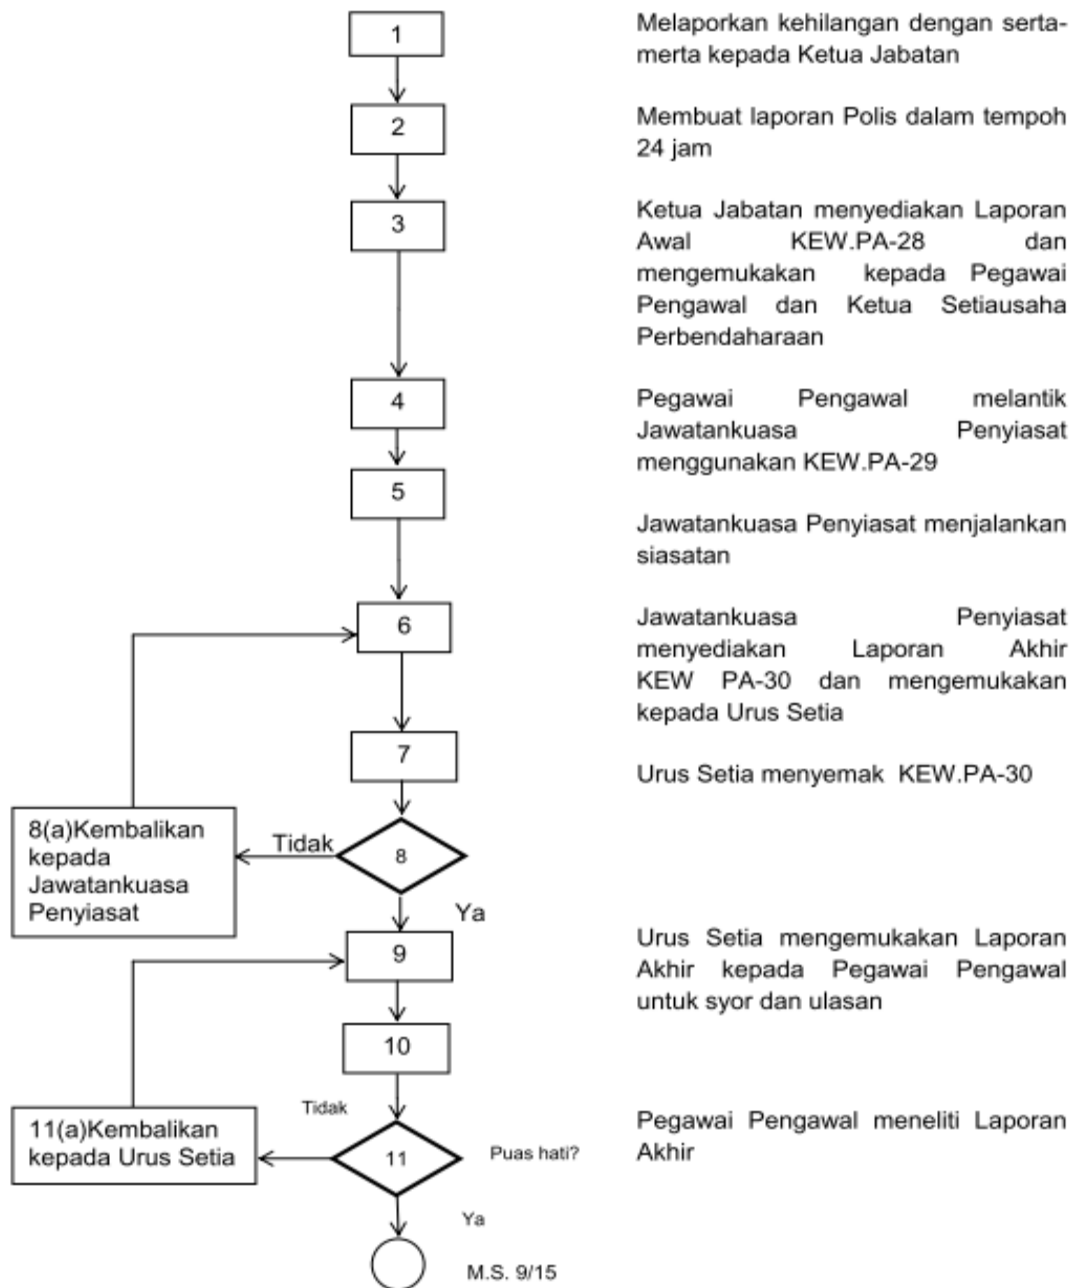 1
Melaporkan kehilangan dengan serta-
merta kepada Ketua Jabatan
2
Membuat laporan Polis dalam tempoh
24 jam
3
Ketua Jabatan menyediakan Laporan
Awal KEW.PA-28 dan
mengemukakan kepada Pegawai
Pengawal dan Ketua Setiausaha
Perbendaharaan
4
Pegawai Pengawal melantik
Jawatankuasa Penyiasat
menggunakan KEW.PA-29
5
Jawatankuasa Penyiasat menjalankan
siasatan
6
Jawatankuasa Penyiasat
menyediakan Laporan Akhir
KEW PA-30 dan mengemukakan
kepada Urus Setia
7
Urus Setia menyemak KEW.PA-30
8(a)Kembalikan
kepada
Jawatankuasa
Penyiasat
Tidak
8
Ya
9
Urus Setia mengemukakan Laporan
Akhir kepada Pegawai Pengawal
untuk syor dan ulasan
10
Tidak
11(a)Kembalikan
kepada Urus Setia
11
Puas hati?
Pegawai Pengawal meneliti Laporan
Akhir
Ya
M.S. 9/15